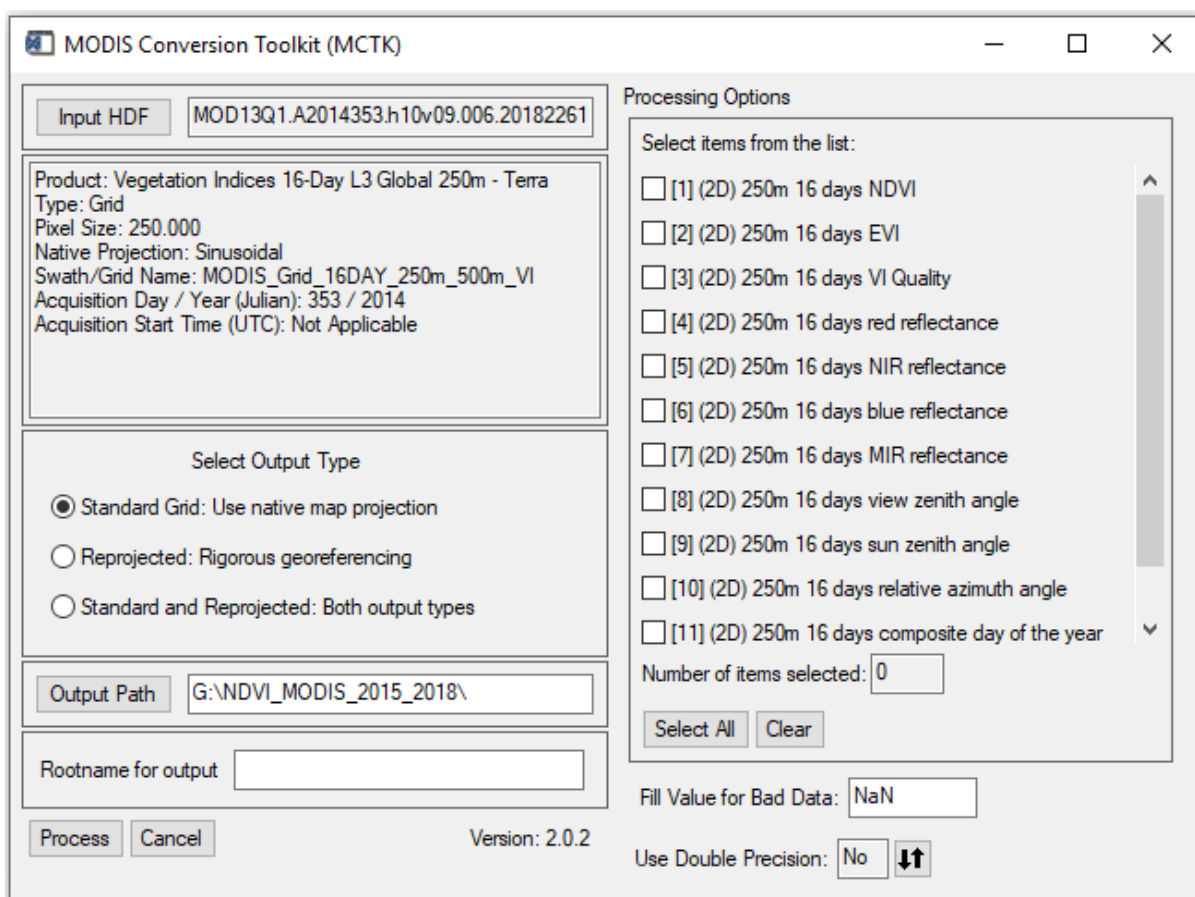 MODIS Conversion Toolkit (MCTK)
Input HDF
MOD13Q1.A2014353.h10v09.006.20182261
Product: Vegetation Indices 16-Day L3 Global 250m - Terra
Type: Grid
Pixel Size: 250.000
Native Projection: Sinusoidal
Swath/Grid Name: MODIS_Grid_16DAY_250m_500m_VI
Acquisition Day / Year (Julian): 353 / 2014
Acquisition Start Time (UTC): Not Applicable
Select Output Type
Standard Grid: Use native map projection
Reprojected: Rigorous georeferencing
Standard and Reprojected: Both output types
Output Path
G:\NDVI_MODIS_2015_2018\
Rootname for output
Process
Cancel
Version: 2.0.2
Processing Options
Select items from the list:
[1] (2D) 250m 16 days NDVI
[2] (2D) 250m 16 days EVI
[3] (2D) 250m 16 days VI Quality
[4] (2D) 250m 16 days red reflectance
[5] (2D) 250m 16 days NIR reflectance
[6] (2D) 250m 16 days blue reflectance
[7] (2D) 250m 16 days MIR reflectance
[8] (2D) 250m 16 days view zenith angle
[9] (2D) 250m 16 days sun zenith angle
[10] (2D) 250m 16 days relative azimuth angle
[11] (2D) 250m 16 days composite day of the year
Number of items selected: 0
Select All
Clear
Fill Value for Bad Data: NaN
Use Double Precision: No